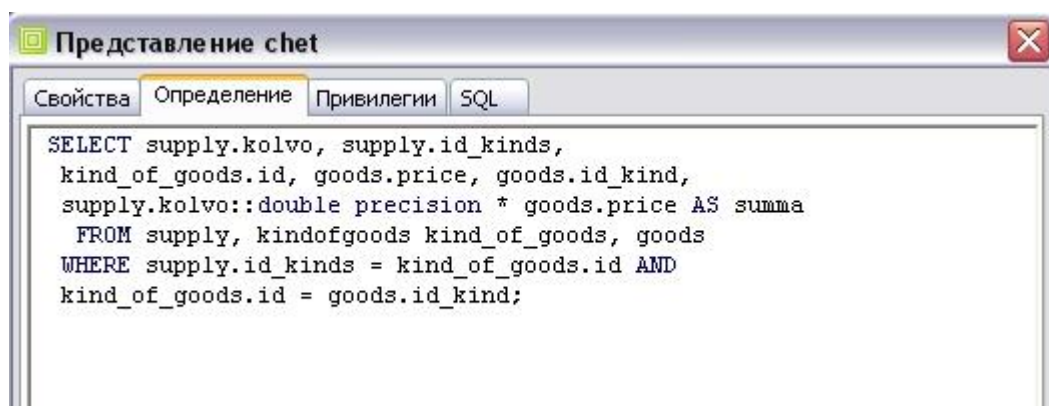 Представление chet
Свойства Определение Привилегии SQL
SELECT supply.kolvo, supply.id_kinds,
kind_of_goods.id, goods.price, goods.id_kind,
supply.kolvo::double precision * goods.price AS summa
FROM supply, kindofgoods kind_of_goods, goods
WHERE supply.id_kinds = kind_of_goods.id AND
kind_of_goods.id = goods.id_kind;